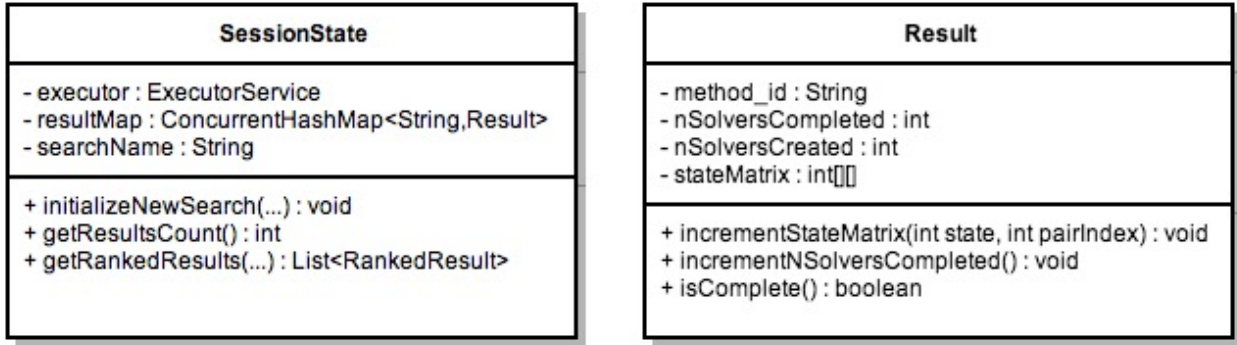 SessionState
- executor : ExecutorService
- resultMap : ConcurrentHashMap<String,Result>
- searchName : String
+ initializeNewSearch(...) : void
+ getResultsCount() : int
+ getRankedResults(...) : List<RankedResult>
Result
- method_id : String
- nSolversCompleted : int
- nSolversCreated : int
- stateMatrix : int[][]
+ incrementStateMatrix(int state, int pairIndex) : void
+ incrementNSolversCompleted() : void
+ isComplete() : boolean